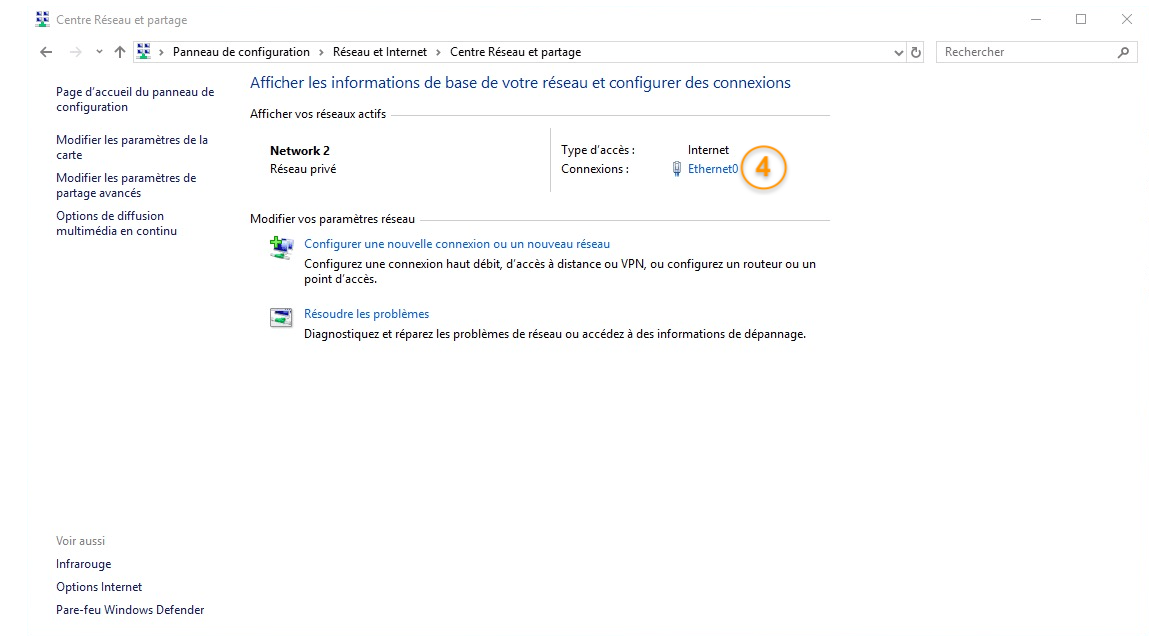 Centre Réseau et partage
Panneau de configuration > Réseau et Internet > Centre Réseau et partage
Rechercher
Page d'accueil du panneau de
configuration
Modifier les paramètres de la
carte
Modifier les paramètres de
partage avancés
Options de diffusion
multimédia en continu
Afficher les informations de base de votre réseau et configurer des connexions
Afficher vos réseaux actifs
Network 2
Réseau privé
Type d'accès : Internet
Connexions : Ethernet0
4
Modifier vos paramètres réseau
Configurer une nouvelle connexion ou un nouveau réseau
Configurez une connexion haut débit, d'accès à distance ou VPN, ou configurez un routeur ou un
point d'accès.
Résoudre les problèmes
Diagnostiquez et réparez les problèmes de réseau ou accédez à des informations de dépannage.
Voir aussi
Infrarouge
Options Internet
Pare-feu Windows Defender